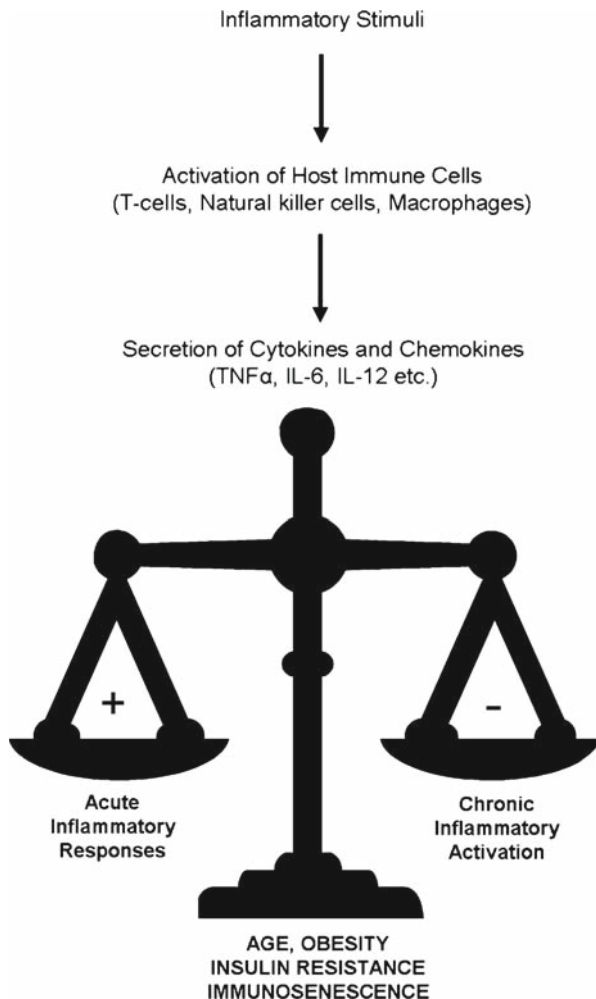 Inflammatory Stimuli
Activation of Host Immune Cells
(T-cells, Natural killer cells, Macrophages)
Secretion of Cytokines and Chemokines
(TNFα, IL-6, IL-12 etc.)
+
-
Acute
Inflammatory
Responses
Chronic
Inflammatory
Activation
AGE, OBESITY
INSULIN RESISTANCE
IMMUNOSENESCENCE